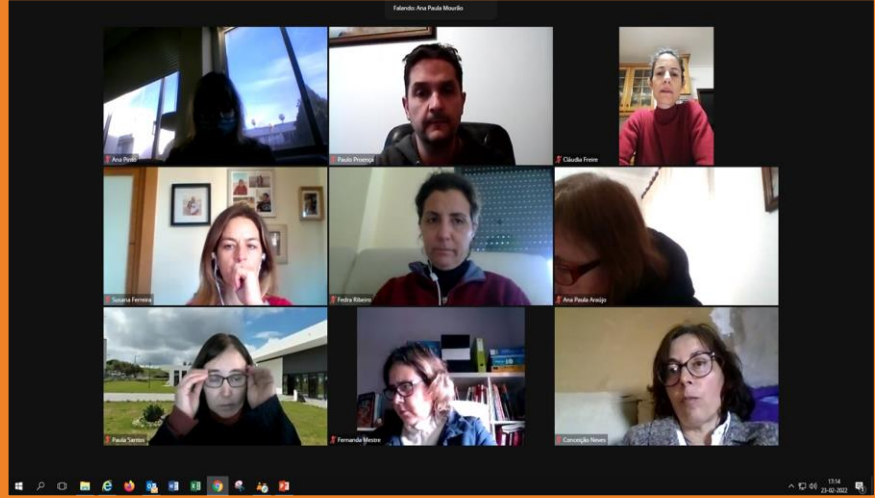 Falando: Ana Paula Mourilo
Ana Pinto
Paulo Proença
Cláudia Freire
Susana Ferreira
Fedra Ribeiro
Ana Paula Araújo
Paula Santos
Fernanda Mestre
Conceição Neves
17:14
23-02-2022